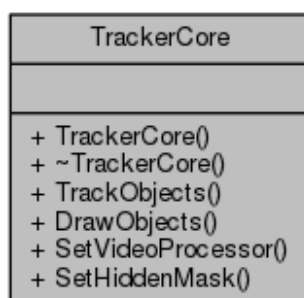 TrackerCore
+ TrackerCore()
+ ~TrackerCore()
+ TrackObjects()
+ DrawObjects()
+ SetVideoProcessor()
+ SetHiddenMask()